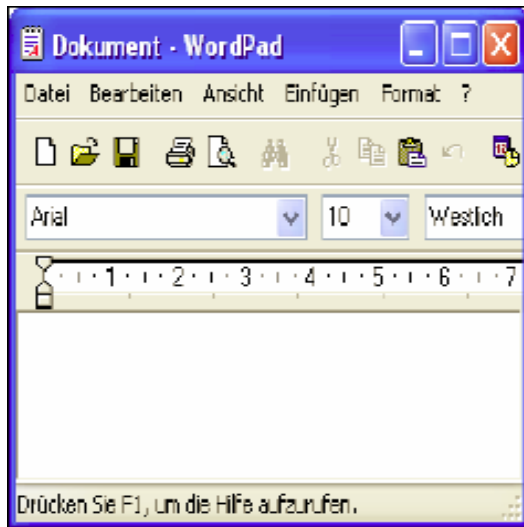 Dokument - WordPad
Datei Bearbeiten Ansicht Einfügen Format ?
Arial 10 Westlich
1 2 3 4 5 6 7
Drücken Sie F1, um die Hilfe aufzurufen.